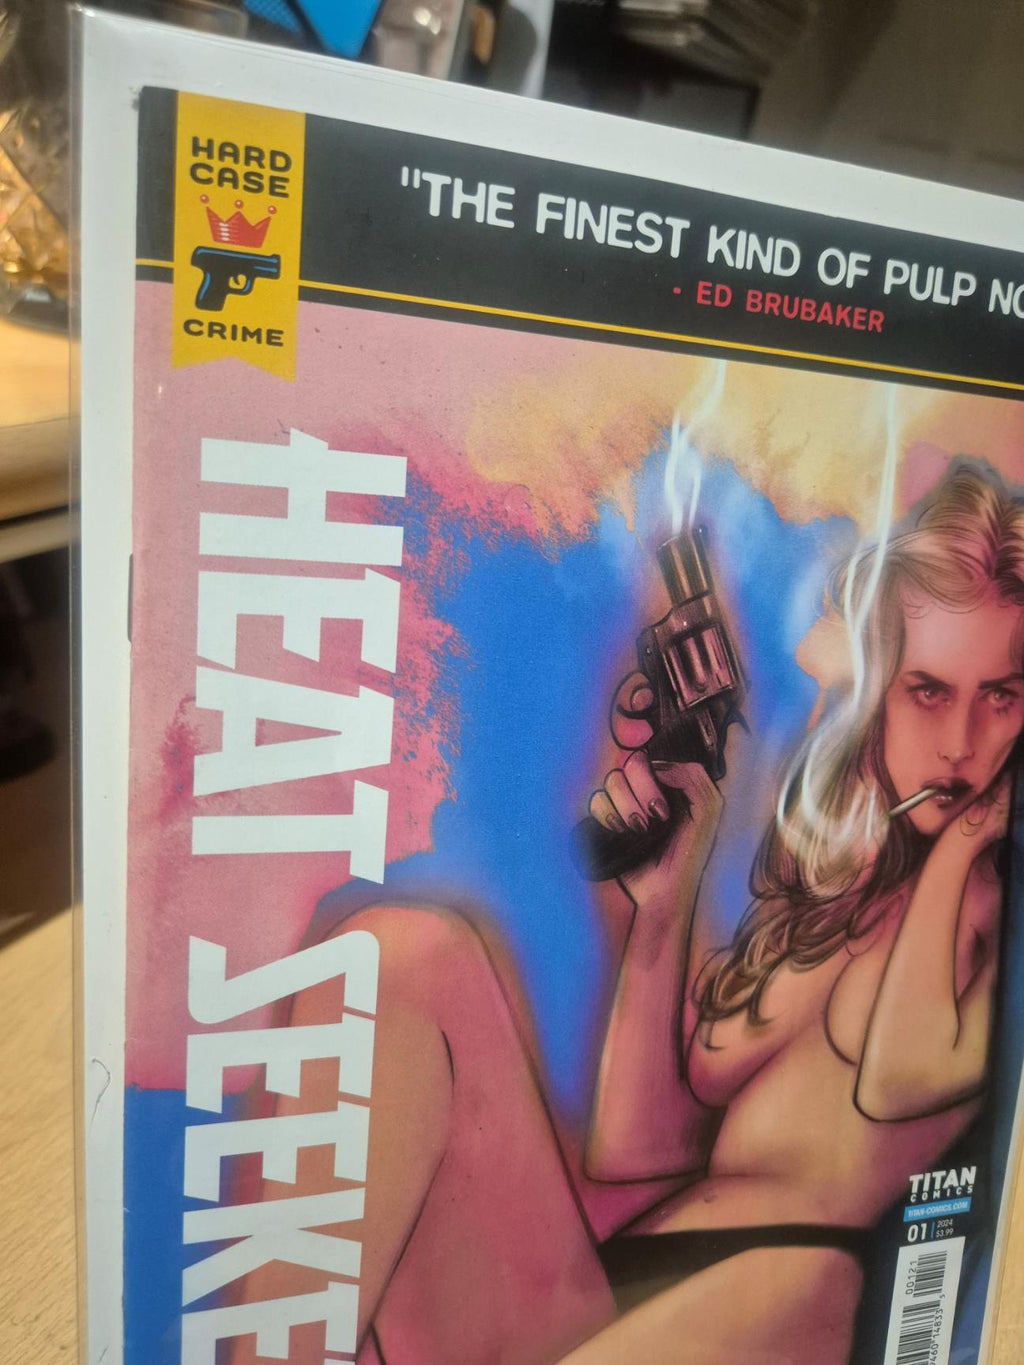 HARD
CASE
CRIME
"THE FINEST KIND OF PULP
- ED BRUBAKER
HEAT SEEKE
TITAN
COMICS
TITAN-COMICS.COM
01 2024
$3.99
00121